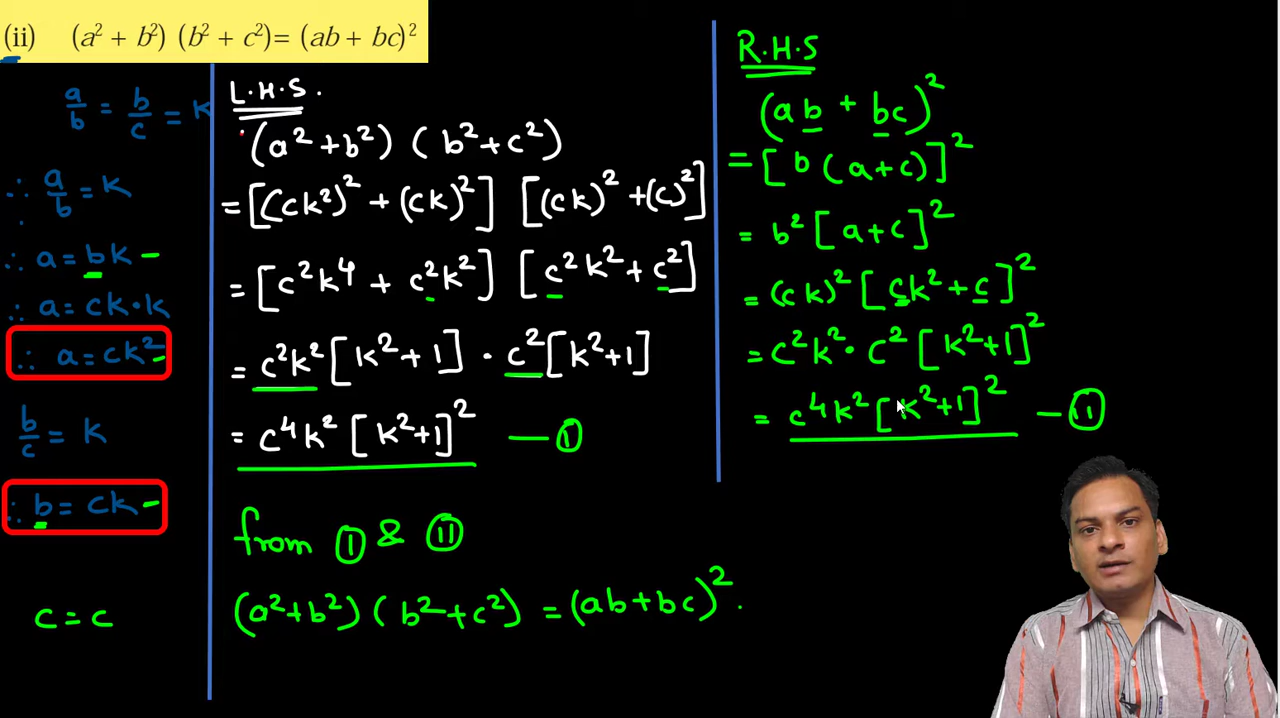 (ii) (a² + b²) (b² + c²)= (ab + bc)²
a/b = b/c = k
∴ a/b = k
∴ a = bk
∴ a = ck·k
∴ a = ck²
b/c = k
∴ b = ck
c = c
L.H.S.
(a²+b²) (b²+c²)
= [(ck²)² + (ck)²] [(ck)² + (c)²]
= [c²k⁴ + c²k²] [c²k² + c²]
= c²k² [k²+1] · c² [k²+1]
= c⁴k² [k²+1]² — ①
from ① & ⑪
(a²+b²) (b²+c²) = (ab+bc)².
R.H.S
(ab + bc)²
= [b (a+c)]²
= b² [a+c]²
= (ck)² [ck² + c]²
= c²k² · c² [k²+1]²
= c⁴k² [k²+1]² — ⑪